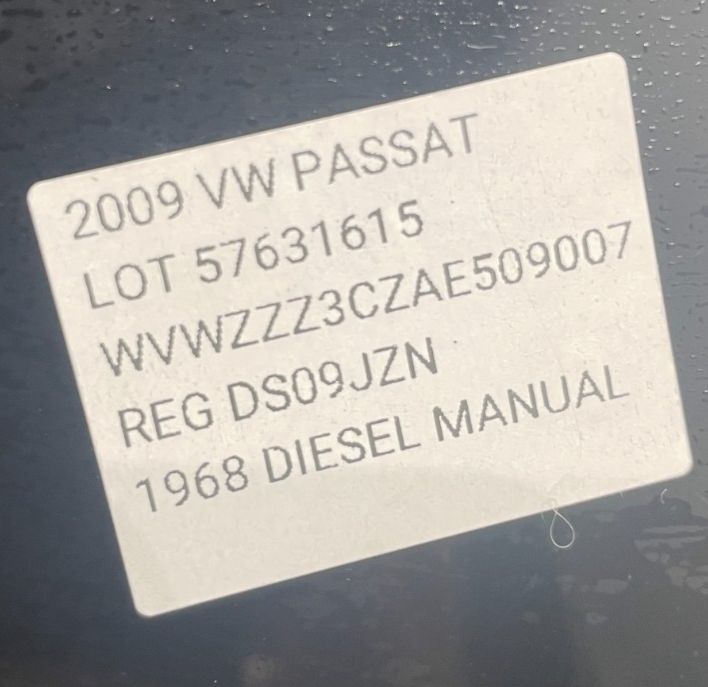 2009 VW PASSAT
LOT 57631615
WVWZZZ3CZAE509007
REG DS09JZN
1968 DIESEL MANUAL